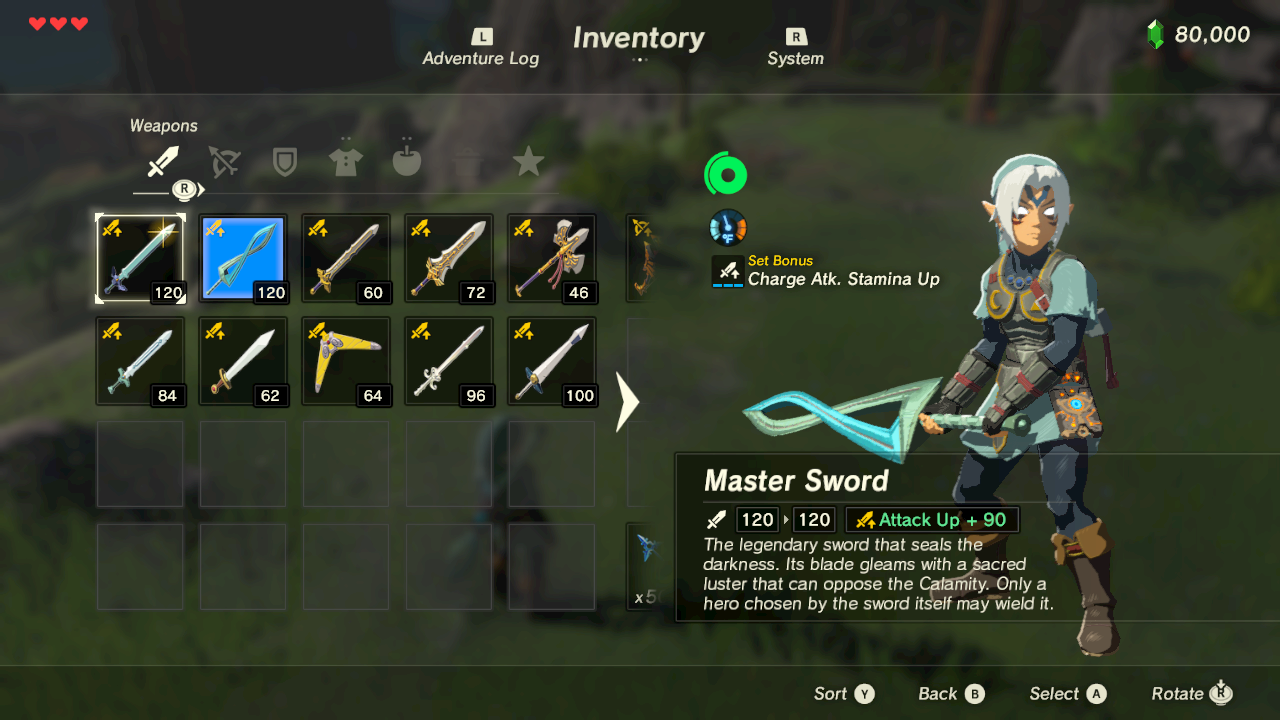 L
Adventure Log
Inventory
R
System
80,000
Weapons
R
120
120
60
72
46
84
62
64
96
100
x5
°F
Set Bonus
Charge Atk. Stamina Up
Master Sword
120 120 Attack Up + 90
The legendary sword that seals the
darkness. Its blade gleams with a sacred
luster that can oppose the Calamity. Only a
hero chosen by the sword itself may wield it.
Sort Y Back B Select A Rotate R